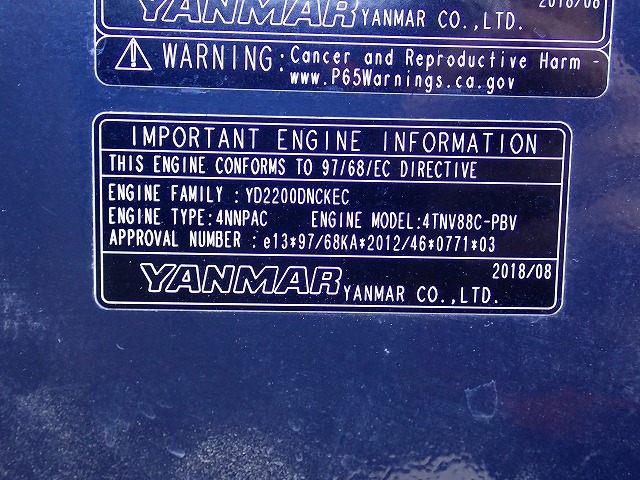 2018/08
YANMAR YANMAR CO.,LTD.
⚠ WARNING: Cancer and Reproductive Harm -
www.P65Warnings.ca.gov
IMPORTANT ENGINE INFORMATION
THIS ENGINE CONFORMS TO 97/68/EC DIRECTIVE
ENGINE FAMILY : YD2200DNCKEC
ENGINE TYPE:4NNPAC ENGINE MODEL:4TNV88C-PBV
APPROVAL NUMBER : e13*97/68KA*2012/46*0771*03
2018/08
YANMAR YANMAR CO.,LTD.